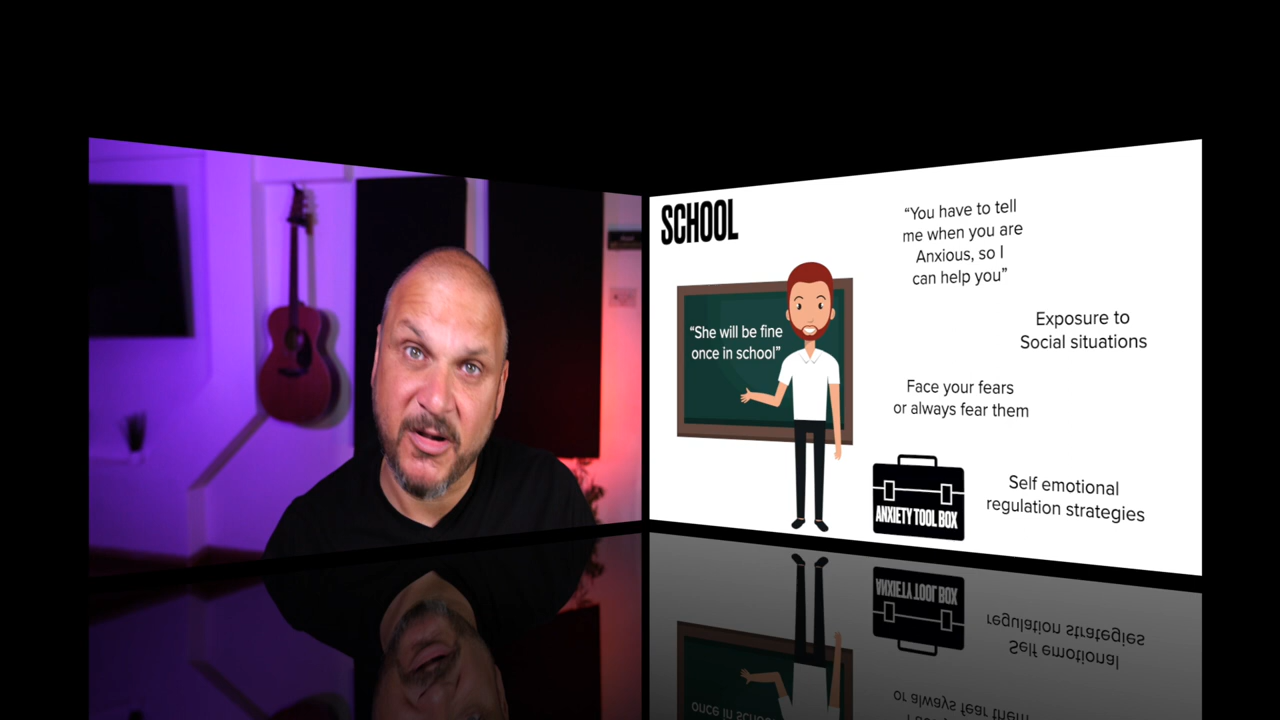 SCHOOL
“You have to tell
me when you are
Anxious, so I
can help you”
“She will be fine
once in school”
Exposure to
Social situations
Face your fears
or always fear them
ANXIETY TOOL BOX
Self emotional
regulation strategies